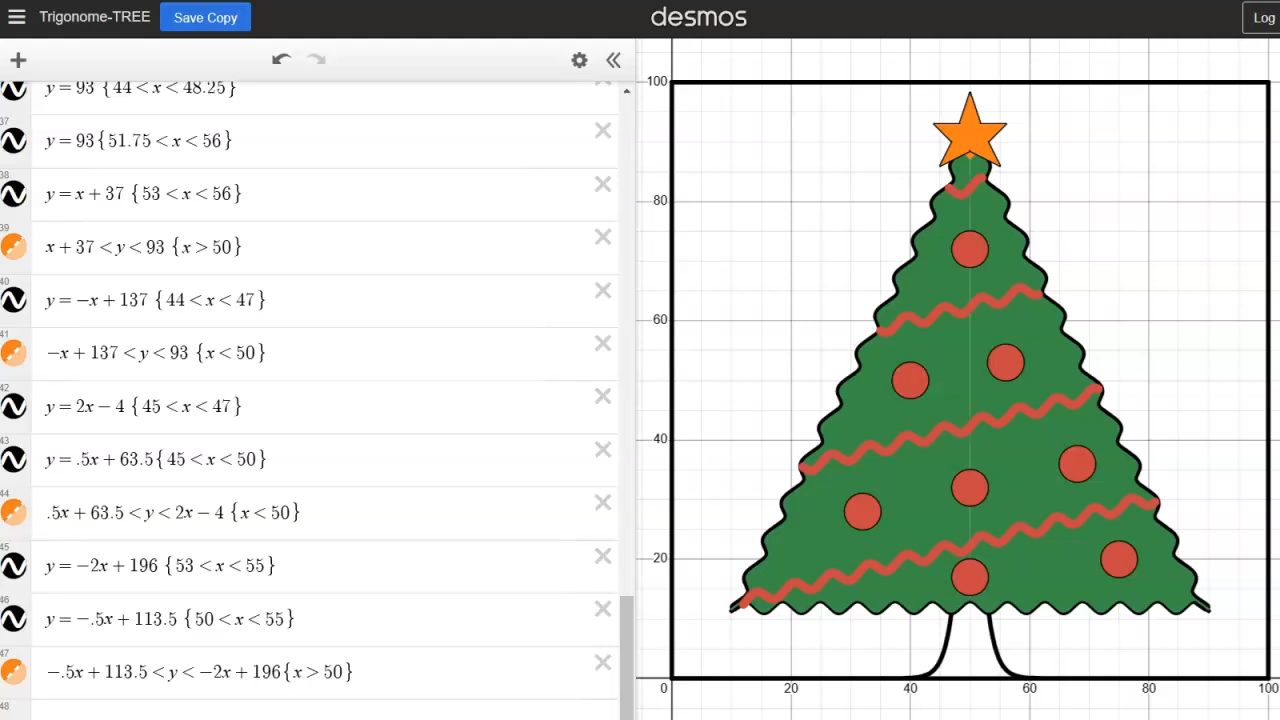 Trigonome-TREE Save Copy desmos Log
y = 93 {44 < x < 48.25}
37
y = 93{51.75 < x < 56}
38
y = x + 37 {53 < x < 56}
39
x + 37 < y < 93 {x > 50}
40
y = −x + 137 {44 < x < 47}
41
−x + 137 < y < 93 {x < 50}
42
y = 2x − 4 {45 < x < 47}
43
y = .5x + 63.5{45 < x < 50}
44
.5x + 63.5 < y < 2x − 4 {x < 50}
45
y = −2x + 196 {53 < x < 55}
46
y = −.5x + 113.5 {50 < x < 55}
47
−.5x + 113.5 < y < −2x + 196{x > 50}
48
100
80
60
40
20
0 20 40 60 80 100